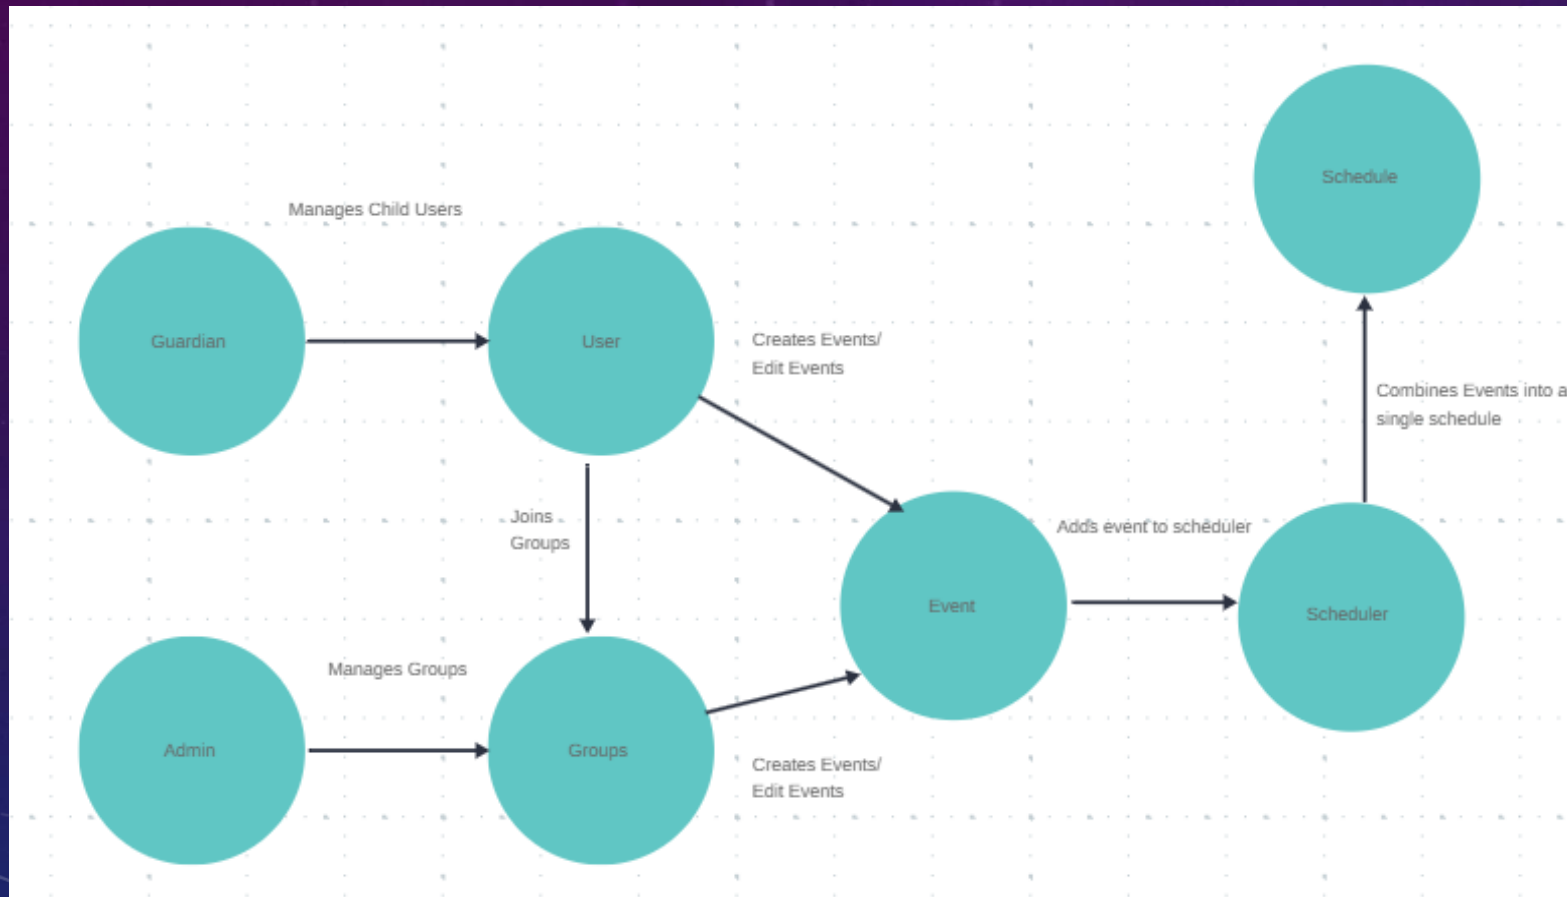 Schedule
Manages Child Users
Guardian
User
Creates Events/
Edit Events
Combines Events into a
single schedule
Joins
Groups
Adds event to scheduler
Event
Scheduler
Manages Groups
Admin
Groups
Creates Events/
Edit Events